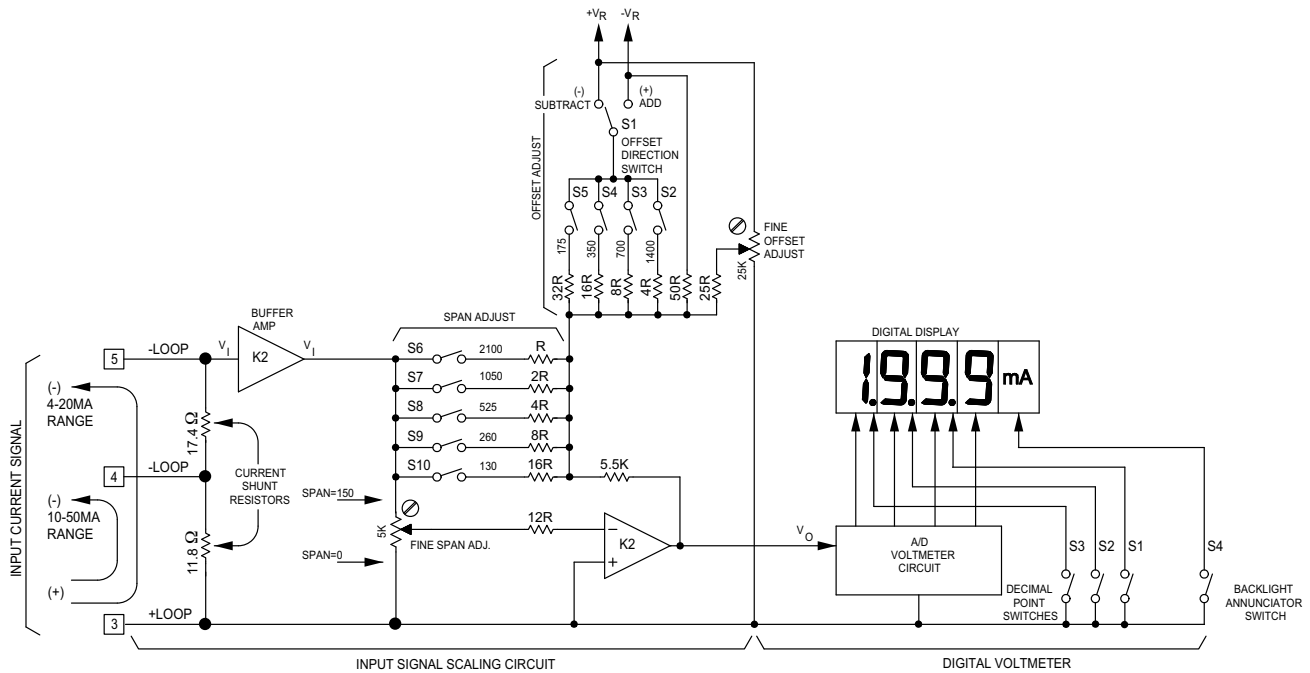 +VR
-VR
(-)
SUBTRACT
(+)
ADD
S1
OFFSET
DIRECTION
SWITCH
OFFSET ADJUST
S5
S4
S3
S2
175
350
700
1400
32R
16R
8R
4R
50R
25R
25K
FINE
OFFSET
ADJUST
INPUT CURRENT SIGNAL
5
-LOOP
VI
BUFFER
AMP
K2
VI
(-)
4-20MA
RANGE
17.4 Ω
4
-LOOP
CURRENT
SHUNT
RESISTORS
(-)
10-50MA
RANGE
11.8 Ω
(+)
3
+LOOP
SPAN ADJUST
S6
2100
R
S7
1050
2R
S8
525
4R
S9
260
8R
S10
130
16R
5.5K
SPAN=150
5K
FINE SPAN ADJ.
SPAN=0
12R
−
K2
+
VO
DIGITAL DISPLAY
1.9.9.9
mA
A/D
VOLTMETER
CIRCUIT
S3
S2
S1
S4
DECIMAL
POINT
SWITCHES
BACKLIGHT
ANNUNCIATOR
SWITCH
INPUT SIGNAL SCALING CIRCUIT
DIGITAL VOLTMETER